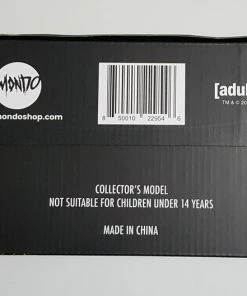 MONDO
mondoshop.com
8 50010 22954 6
[adul
TM & © 20
COLLECTOR'S MODEL
NOT SUITABLE FOR CHILDREN UNDER 14 YEARS
MADE IN CHINA